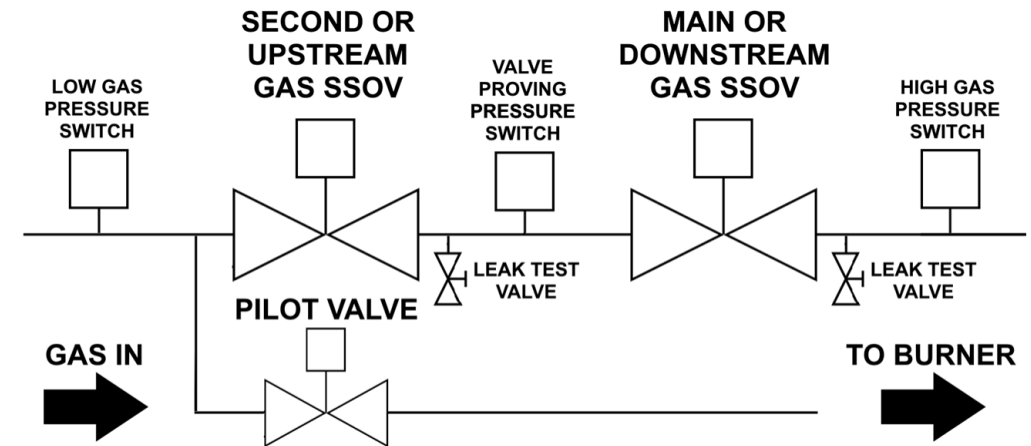 SECOND OR
UPSTREAM
GAS SSOV
MAIN OR
DOWNSTREAM
GAS SSOV
LOW GAS
PRESSURE
SWITCH
VALVE
PROVING
PRESSURE
SWITCH
HIGH GAS
PRESSURE
SWITCH
LEAK TEST
VALVE
LEAK TEST
VALVE
PILOT VALVE
GAS IN
TO BURNER